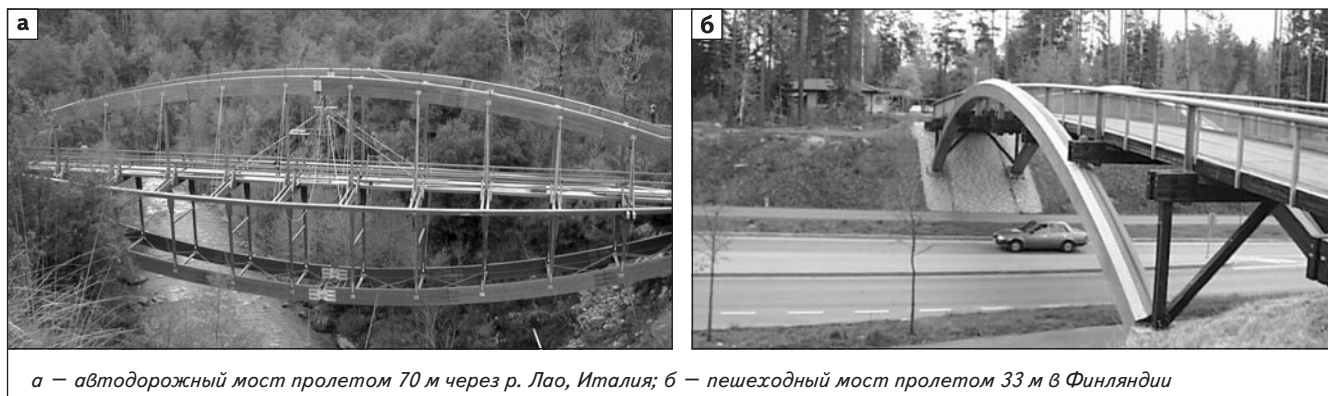 а
б
а — автодорожный мост пролетом 70 м через р. Лао, Италия; б — пешеходный мост пролетом 33 м в Финляндии